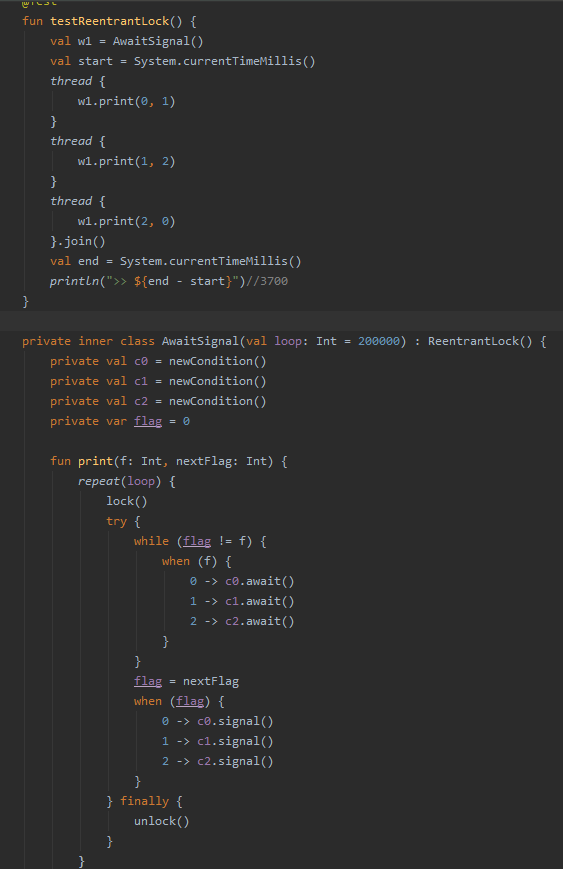 @Test
fun testReentrantLock() {
    val w1 = AwaitSignal()
    val start = System.currentTimeMillis()
    thread {
        w1.print(0, 1)
    }
    thread {
        w1.print(1, 2)
    }
    thread {
        w1.print(2, 0)
    }.join()
    val end = System.currentTimeMillis()
    println(">> ${end - start}")//3700
}
private inner class AwaitSignal(val loop: Int = 200000) : ReentrantLock() {
    private val c0 = newCondition()
    private val c1 = newCondition()
    private val c2 = newCondition()
    private var flag = 0
    fun print(f: Int, nextFlag: Int) {
        repeat(loop) {
            lock()
            try {
                while (flag != f) {
                    when (f) {
                        0 -> c0.await()
                        1 -> c1.await()
                        2 -> c2.await()
                    }
                }
                flag = nextFlag
                when (flag) {
                    0 -> c0.signal()
                    1 -> c1.signal()
                    2 -> c2.signal()
                }
            } finally {
                unlock()
            }
        }